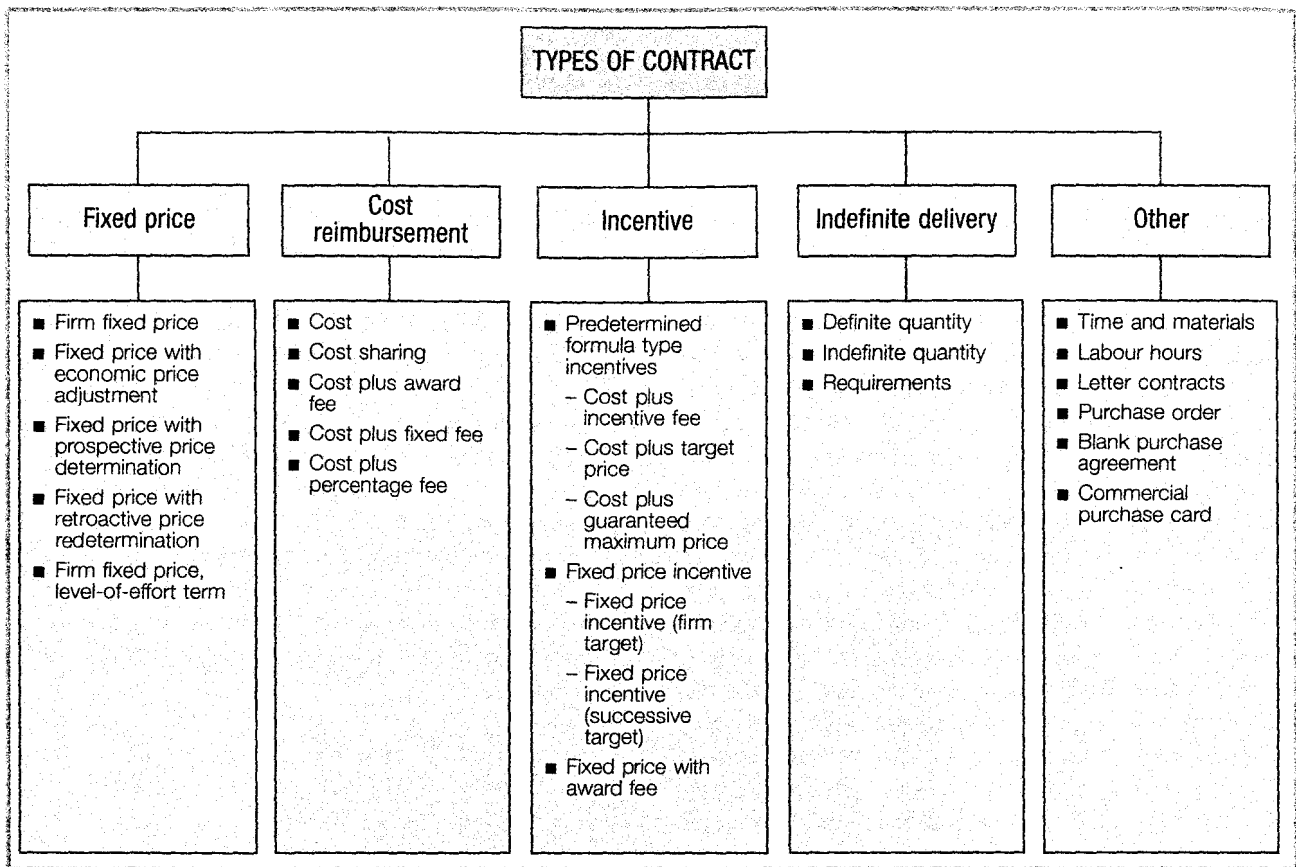 TYPES OF CONTRACT
Fixed price
■ Firm fixed price
■ Fixed price with
economic price
adjustment
■ Fixed price with
prospective price
determination
■ Fixed price with
retroactive price
redetermination
■ Firm fixed price,
level-of-effort term
Cost
reimbursement
■ Cost
■ Cost sharing
■ Cost plus award
fee
■ Cost plus fixed fee
■ Cost plus
percentage fee
Incentive
■ Predetermined
formula type
incentives
– Cost plus
incentive fee
– Cost plus target
price
– Cost plus
guaranteed
maximum price
■ Fixed price incentive
– Fixed price
incentive (firm
target)
– Fixed price
incentive
(successive
target)
■ Fixed price with
award fee
Indefinite delivery
■ Definite quantity
■ Indefinite quantity
■ Requirements
Other
■ Time and materials
■ Labour hours
■ Letter contracts
■ Purchase order
■ Blank purchase
agreement
■ Commercial
purchase card